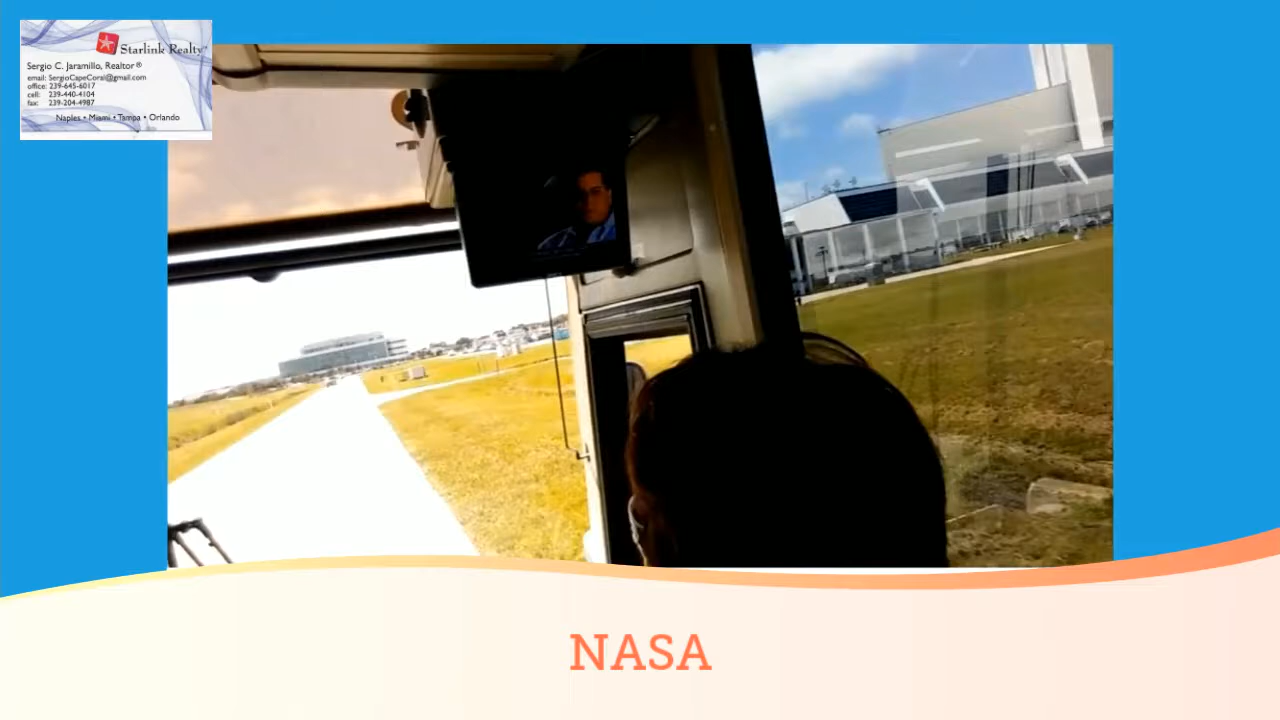 Starlink Realty
Sergio C. Jaramillo, Realtor®
email: SergioCapeCoral@gmail.com
office: 239-645-6017
cell: 239-440-4104
fax: 239-204-4987
Naples • Miami • Tampa • Orlando
NASA